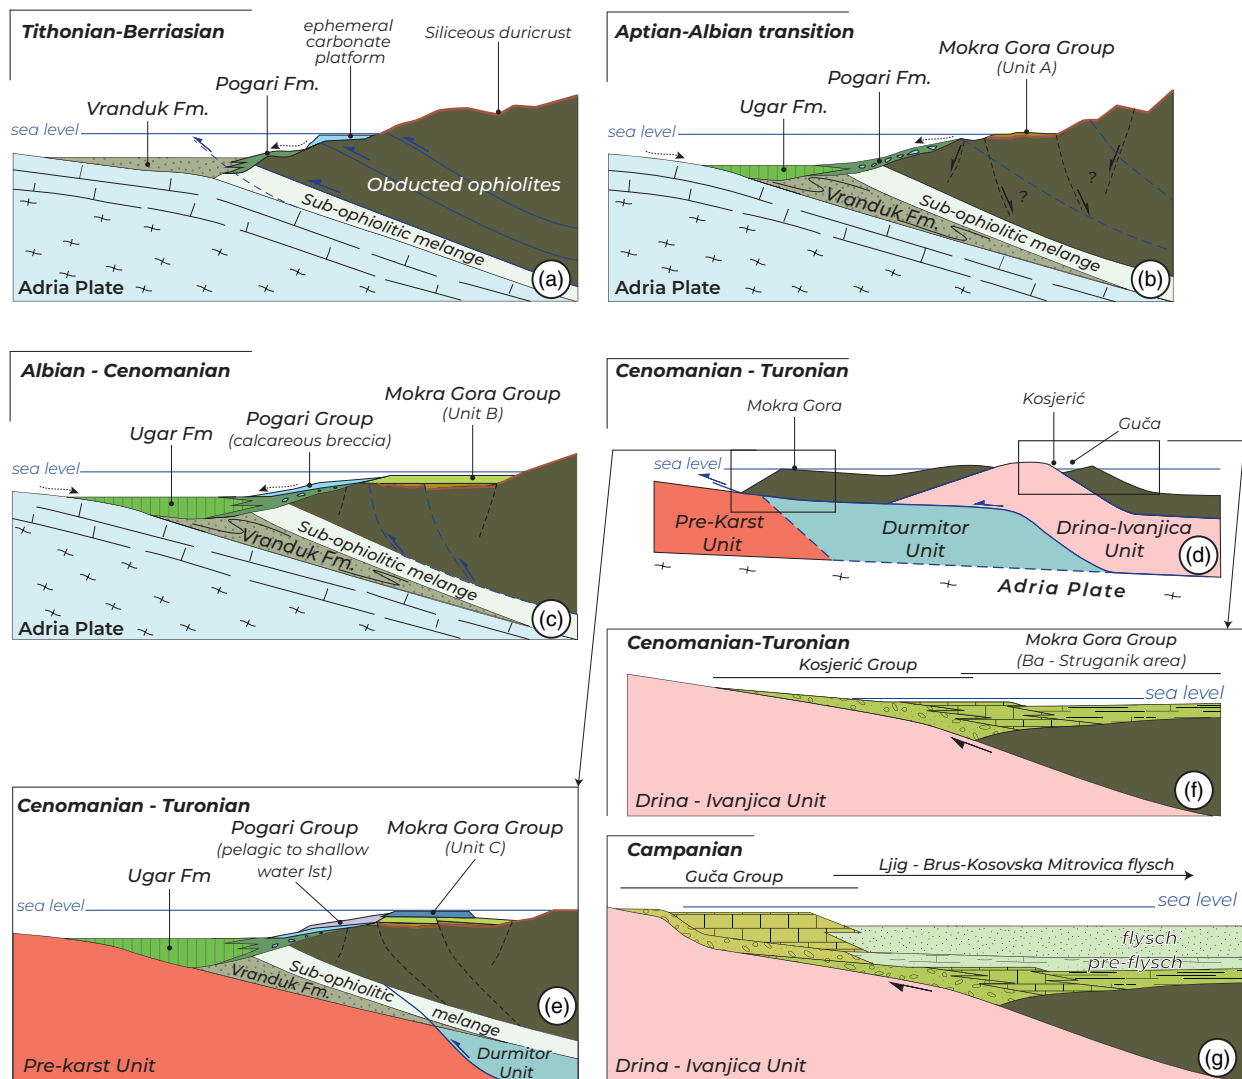 Tithonian-Berriasian
ephemeral
carbonate
platform
Siliceous duricrust
Pogari Fm.
Vranduk Fm.
sea level
Obducted ophiolites
Sub-ophiolitic melange
Adria Plate
(a)
Aptian-Albian transition
Mokra Gora Group
(Unit A)
Pogari Fm.
Ugar Fm.
sea level
?
?
Vranduk Fm.
Sub-ophiolitic melange
Adria Plate
(b)
Albian - Cenomanian
Mokra Gora Group
(Unit B)
Pogari Group
(calcareous breccia)
Ugar Fm
sea level
Vranduk Fm.
Sub-ophiolitic melange
Adria Plate
(c)
Cenomanian - Turonian
Kosjerić
Mokra Gora
Guča
sea level
Pre-Karst
Unit
Durmitor
Unit
Drina-Ivanjica
Unit
(d)
Adria Plate
Cenomanian - Turonian
Pogari Group
(pelagic to shallow
water lst)
Mokra Gora Group
(Unit C)
Ugar Fm
sea level
Vranduk Fm.
Sub-ophiolitic
melange
(e)
Durmitor
Unit
Pre-karst Unit
Cenomanian-Turonian
Mokra Gora Group
(Ba - Struganik area)
Kosjerić Group
sea level
Drina - Ivanjica Unit
(f)
Campanian
Ljig - Brus-Kosovska Mitrovica flysch
Guča Group
sea level
flysch
pre-flysch
Drina - Ivanjica Unit
(g)